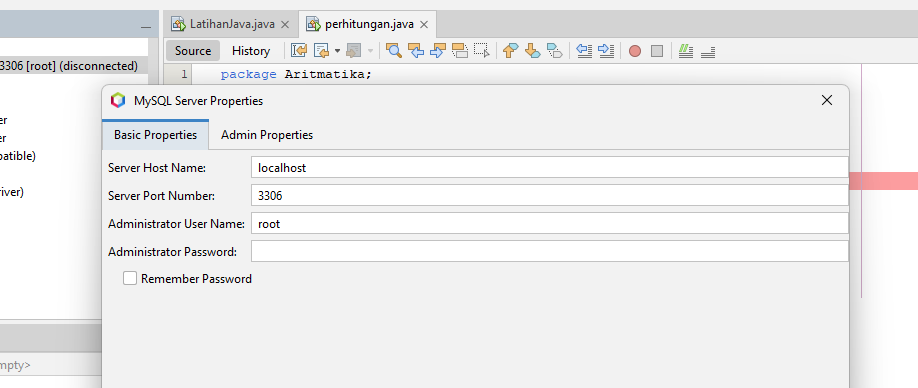 LatihanJava.java
perhitungan.java
Source
History
3306 [root] (disconnected)
1
package Aritmatika;
MySQL Server Properties
er
er
Basic Properties
Admin Properties
patible)
Server Host Name:
localhost
river)
Server Port Number:
3306
Administrator User Name:
root
Administrator Password:
Remember Password
mpty>